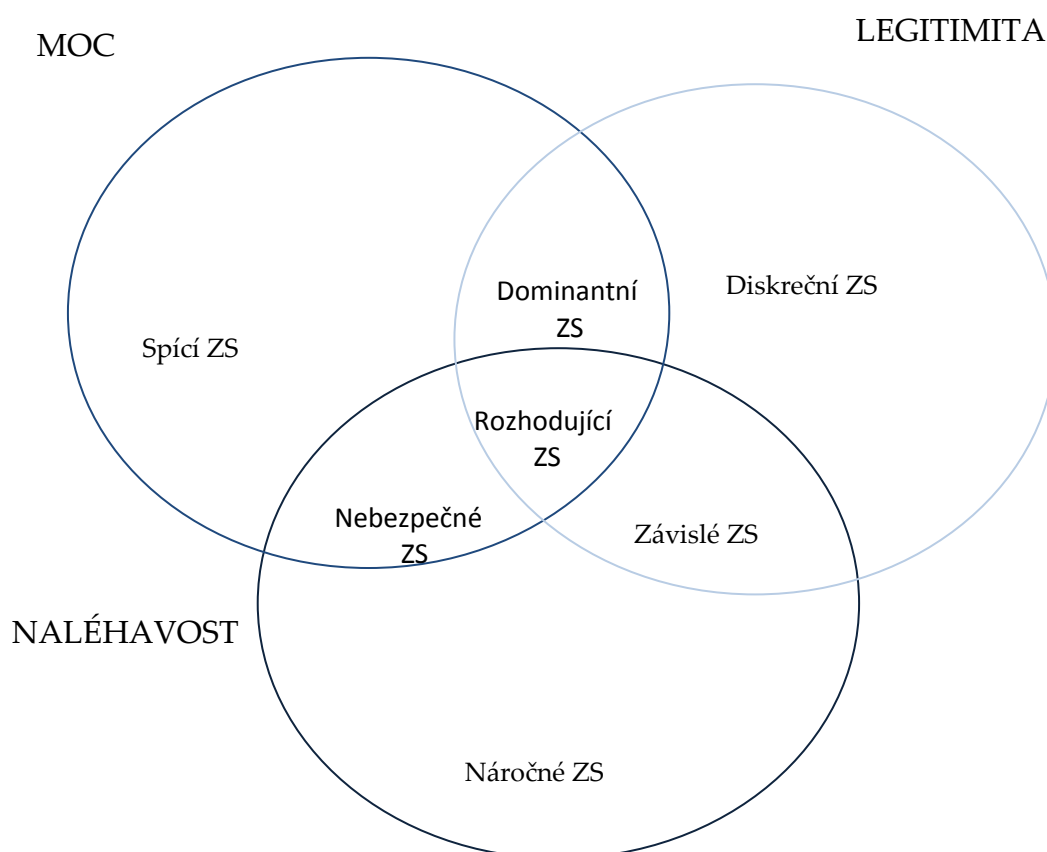 MOC
LEGITIMITA
Dominantní
ZS
Diskreční ZS
Spící ZS
Rozhodující
ZS
Nebezpečné
ZS
Závislé ZS
NALÉHAVOST
Náročné ZS